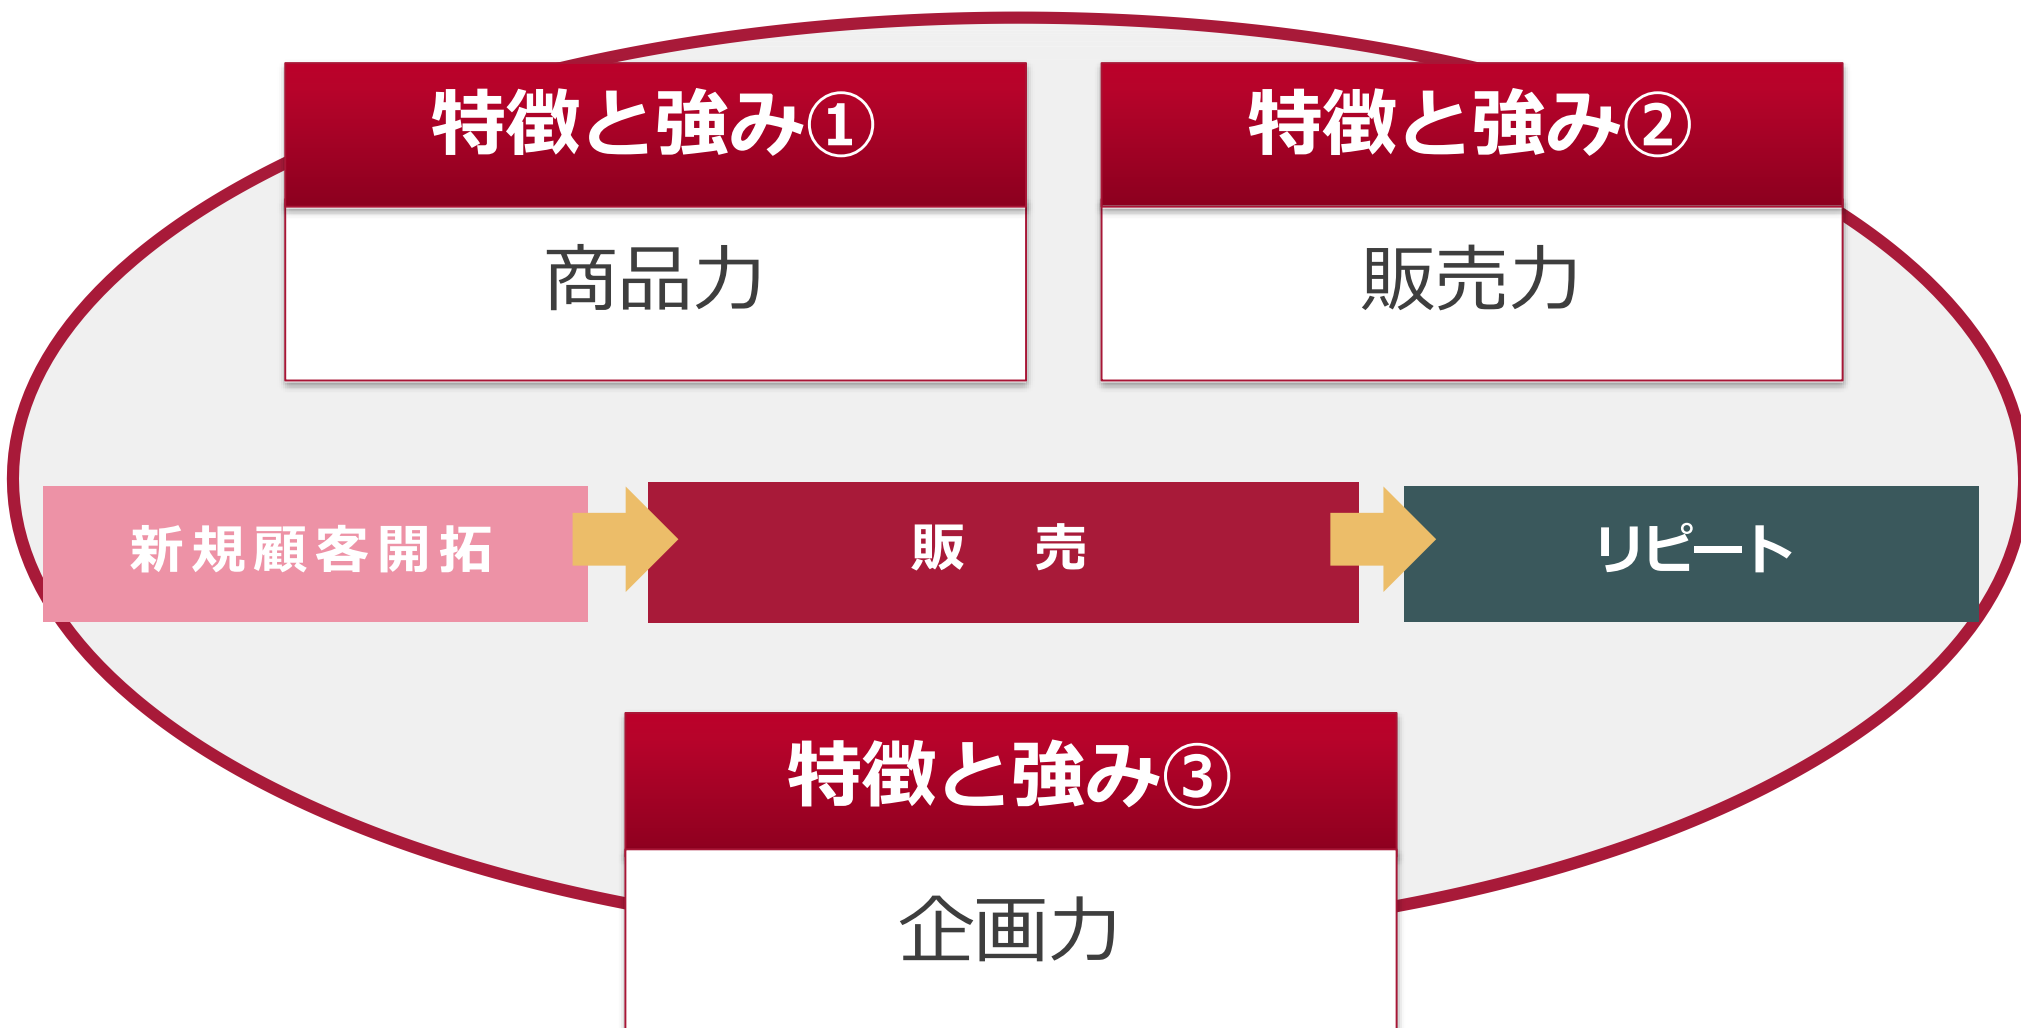 特徴と強み①
特徴と強み②
商品力
販売力
新規顧客開拓
販　売
リピート
特徴と強み③
企画力